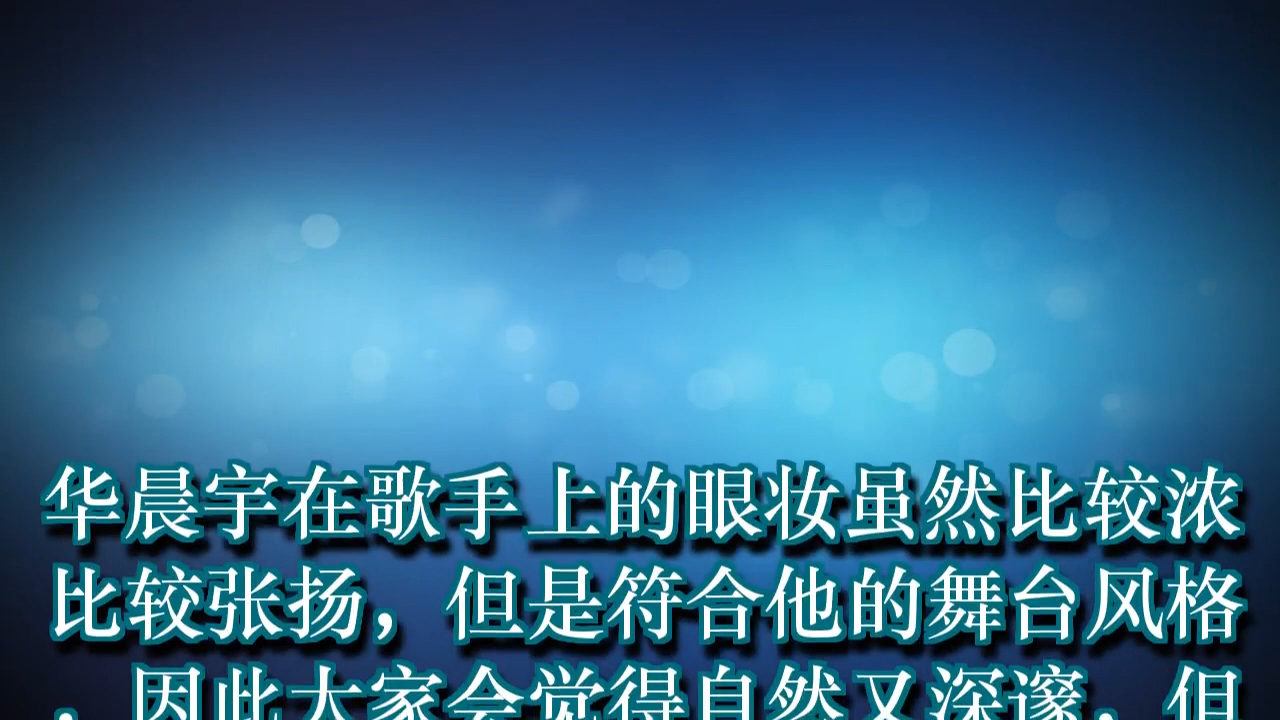 华晨宇在歌手上的眼妆虽然比较浓
比较张扬，但是符合他的舞台风格
，因此大家会觉得自然又深邃，但